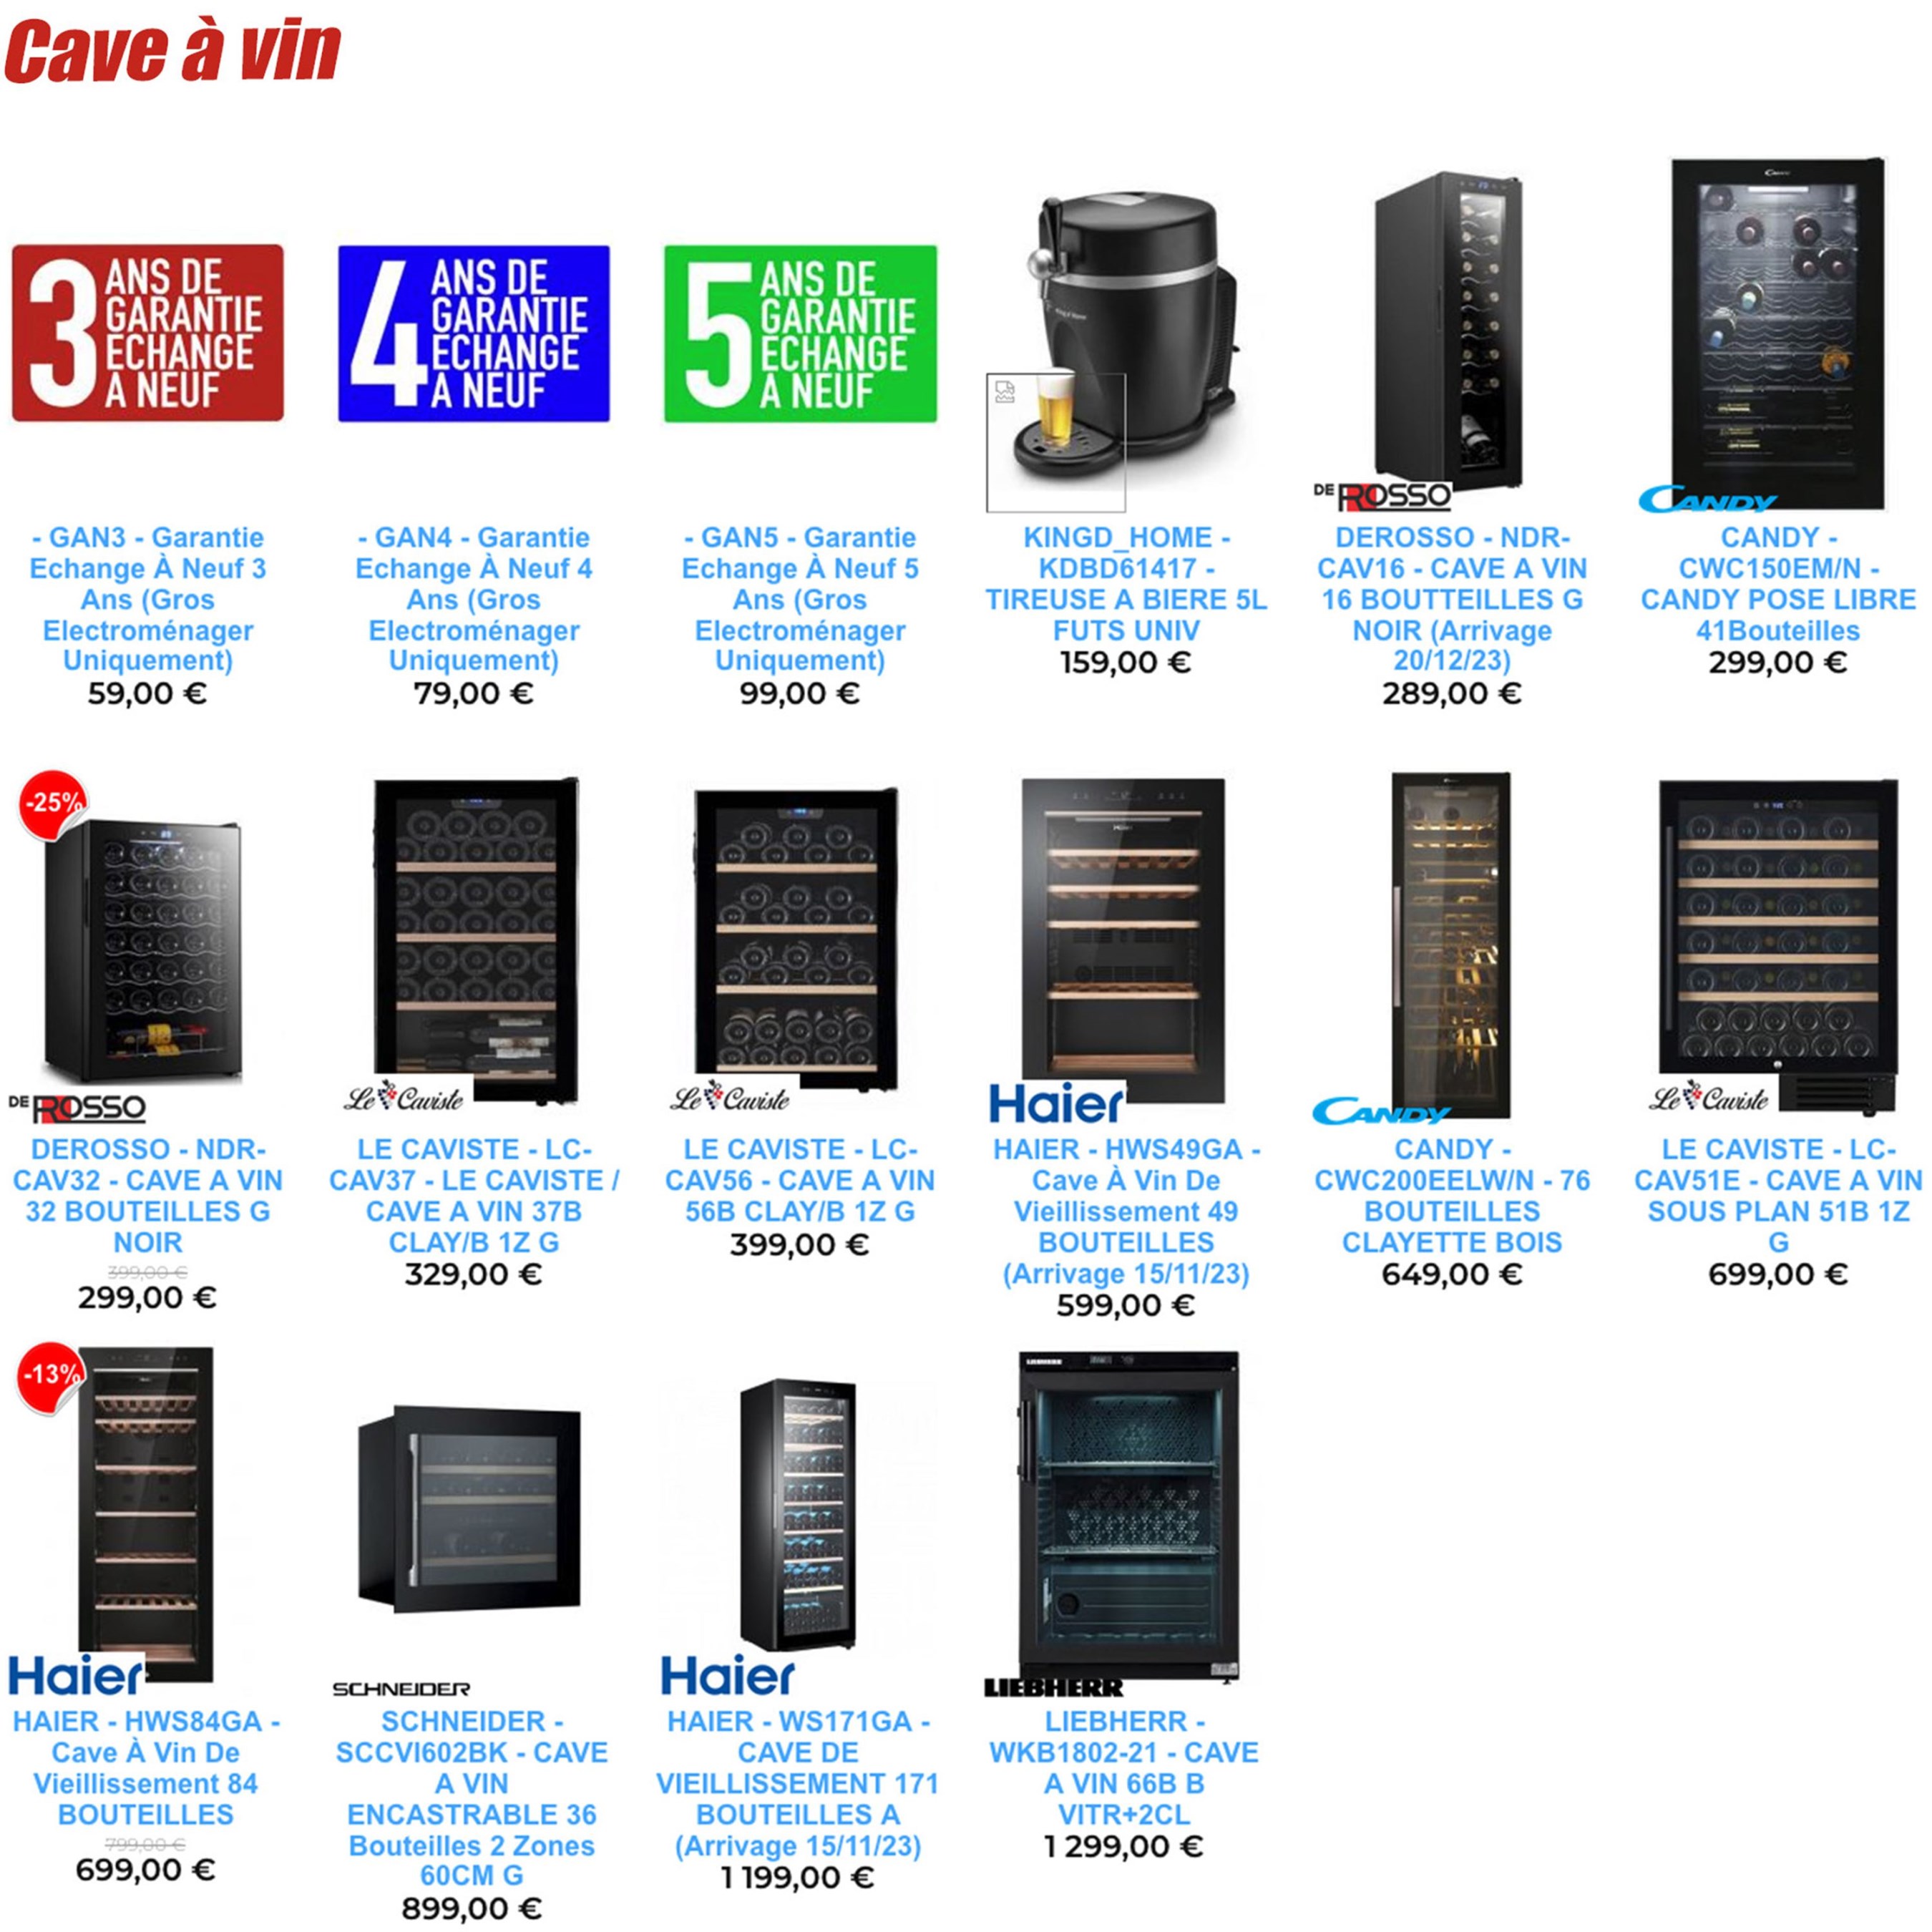 Cave à vin
3 ANS DE
GARANTIE
ECHANGE
A NEUF
4 ANS DE
GARANTIE
ECHANGE
A NEUF
5 ANS DE
GARANTIE
ECHANGE
A NEUF
DE ROSSO
CANDY
- GAN3 - Garantie
Echange À Neuf 3
Ans (Gros
Electroménager
Uniquement)
59,00 €
- GAN4 - Garantie
Echange À Neuf 4
Ans (Gros
Electroménager
Uniquement)
79,00 €
- GAN5 - Garantie
Echange À Neuf 5
Ans (Gros
Electroménager
Uniquement)
99,00 €
KINGD_HOME -
KDBD61417 -
TIREUSE A BIERE 5L
FUTS UNIV
159,00 €
DEROSSO - NDR-
CAV16 - CAVE A VIN
16 BOUTTEILLES G
NOIR (Arrivage
20/12/23)
289,00 €
CANDY -
CWC150EM/N -
CANDY POSE LIBRE
41Bouteilles
299,00 €
-25%
DE ROSSO
DEROSSO - NDR-
CAV32 - CAVE A VIN
32 BOUTEILLES G
NOIR
399,00 €
299,00 €
Le Caviste
LE CAVISTE - LC-
CAV37 - LE CAVISTE /
CAVE A VIN 37B
CLAY/B 1Z G
329,00 €
Le Caviste
LE CAVISTE - LC-
CAV56 - CAVE A VIN
56B CLAY/B 1Z G
399,00 €
Haier
Haier
HAIER - HWS49GA -
Cave À Vin De
Vieillissement 49
BOUTEILLES
(Arrivage 15/11/23)
599,00 €
CANDY
CANDY -
CWC200EELW/N - 76
BOUTEILLES
CLAYETTE BOIS
649,00 €
Le Caviste
LE CAVISTE - LC-
CAV51E - CAVE A VIN
SOUS PLAN 51B 1Z
G
699,00 €
-13%
Haier
HAIER - HWS84GA -
Cave À Vin De
Vieillissement 84
BOUTEILLES
799,00 €
699,00 €
SCHNEIDER
SCHNEIDER -
SCCVI602BK - CAVE
A VIN
ENCASTRABLE 36
Bouteilles 2 Zones
60CM G
899,00 €
Haier
HAIER - WS171GA -
CAVE DE
VIEILLISSEMENT 171
BOUTEILLES A
(Arrivage 15/11/23)
1 199,00 €
LIEBHERR
LIEBHERR
LIEBHERR -
WKB1802-21 - CAVE
A VIN 66B B
VITR+2CL
1 299,00 €